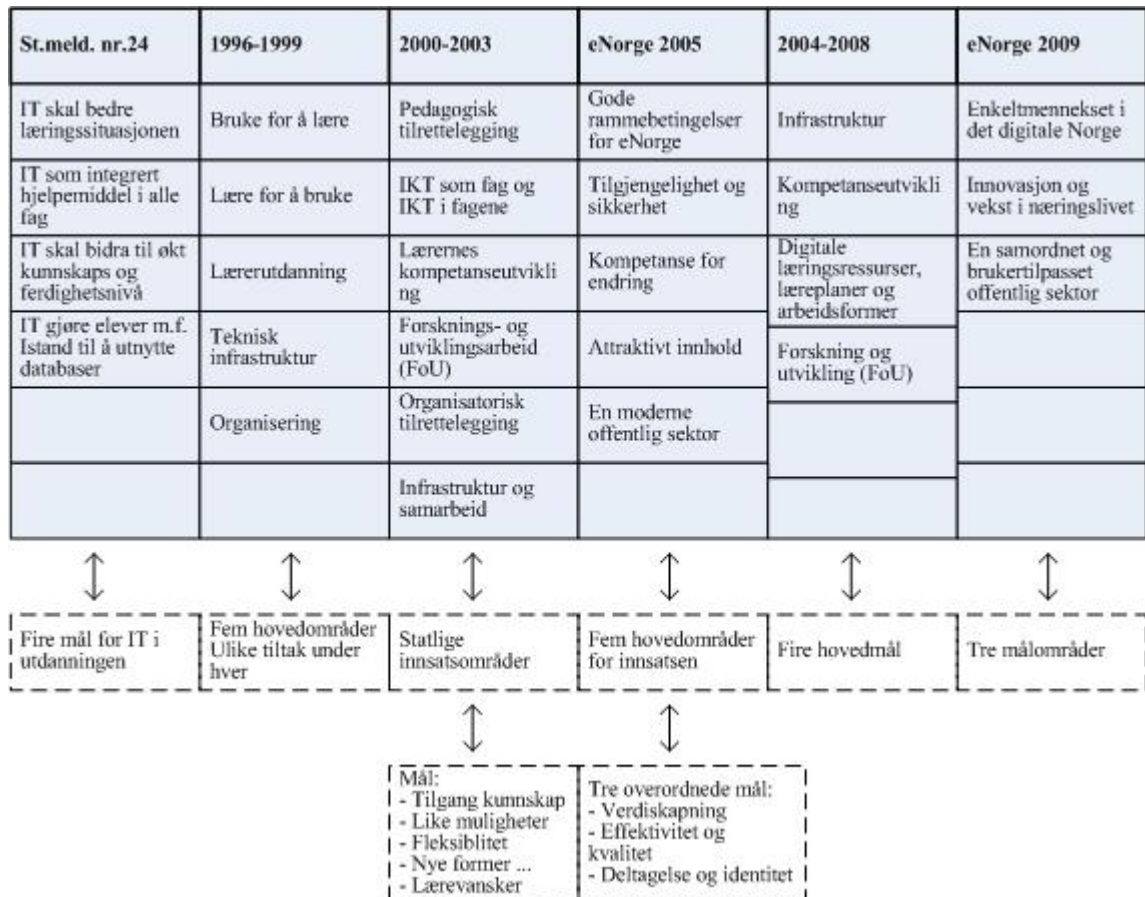 St.meld. nr.24
1996-1999
2000-2003
eNorge 2005
2004-2008
eNorge 2009
IT skal bedre
læringssituasjonen
Bruke for å lære
Pedagogisk
tilrettelegging
Gode
rammebetingelser
for eNorge
Infrastruktur
Enkeltmennekset i
det digitale Norge
IT som integrert
hjelpemiddel i alle
fag
Lære for å bruke
IKT som fag og
IKT i fagene
Tilgjengelighet og
sikkerhet
Kompetanseutvikli
ng
Innovasjon og
vekst i næringslivet
IT skal bidra til økt
kunnskaps og
ferdighetsnivå
Lærerutdanning
Lærernes
kompetanseutvikli
ng
Kompetanse for
endring
Digitale
læringsressurser,
læreplaner og
arbeidsformer
En samordnet og
brukertilpasset
offentlig sektor
IT gjøre elever m.f.
Istand til å utnytte
databaser
Teknisk
infrastruktur
Forsknings- og
utviklingsarbeid
(FoU)
Attraktivt innhold
Forskning og
utvikling (FoU)
Organisering
Organisatorisk
tilrettelegging
En moderne
offentlig sektor
Infrastruktur og
samarbeid
Fire mål for IT i
utdanningen
Fem hovedområder
Ulike tiltak under
hver
Statlige
innsatsområder
Fem hovedområder
for innsatsen
Fire hovedmål
Tre målområder
Mål:
- Tilgang kunnskap
- Like muligheter
- Fleksiblitet
- Nye former ...
- Lærevansker
Tre overordnede mål:
- Verdiskapning
- Effektivitet og
kvalitet
- Deltagelse og identitet